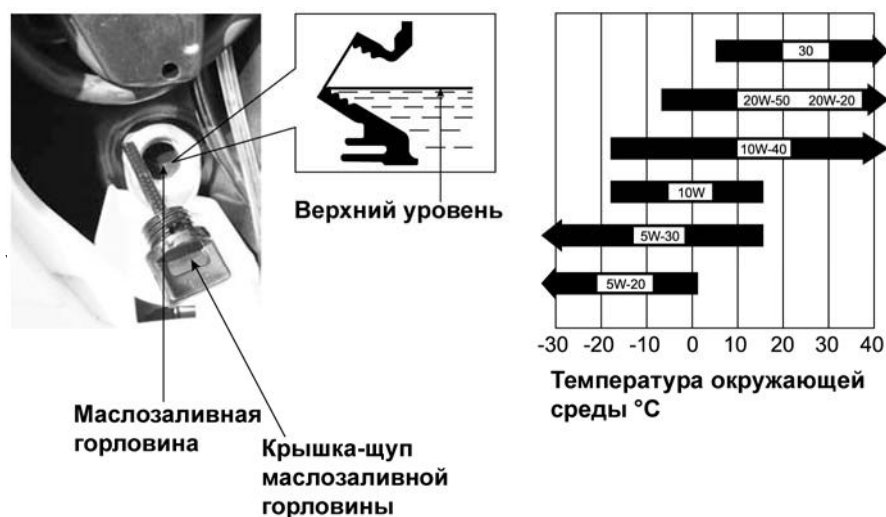 Верхний уровень
Маслозаливная
горловина
Крышка-щуп
маслозаливной
горловины
30
20W-50 20W-20
10W-40
10W
5W-30
5W-20
-30 -20 -10 0 10 20 30 40
Температура окружающей
среды °C